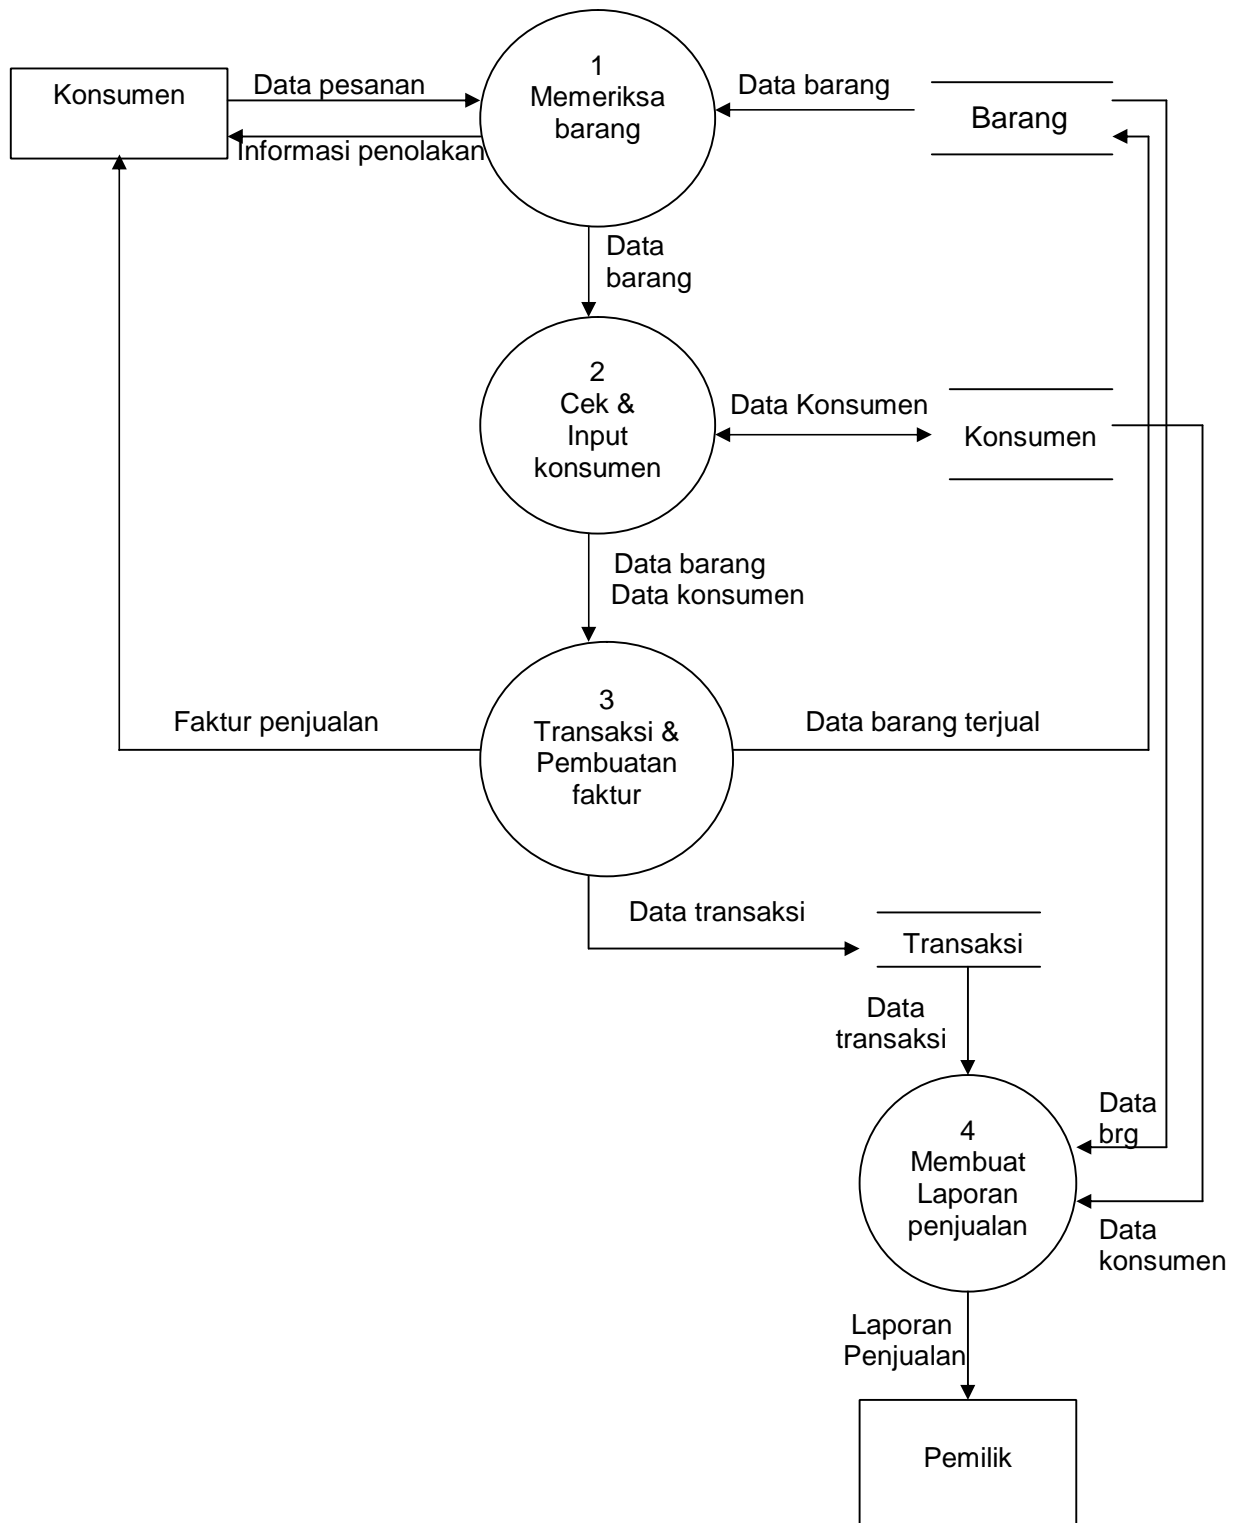 Konsumen
Data pesanan
Informasi penolakan
1
Memeriksa
barang
Data barang
Barang
Data
barang
2
Cek &
Input
konsumen
Data Konsumen
Konsumen
Data barang
Data konsumen
Faktur penjualan
3
Transaksi &
Pembuatan
faktur
Data barang terjual
Data transaksi
Transaksi
Data
transaksi
4
Membuat
Laporan
penjualan
Data
brg
Data
konsumen
Laporan
Penjualan
Pemilik